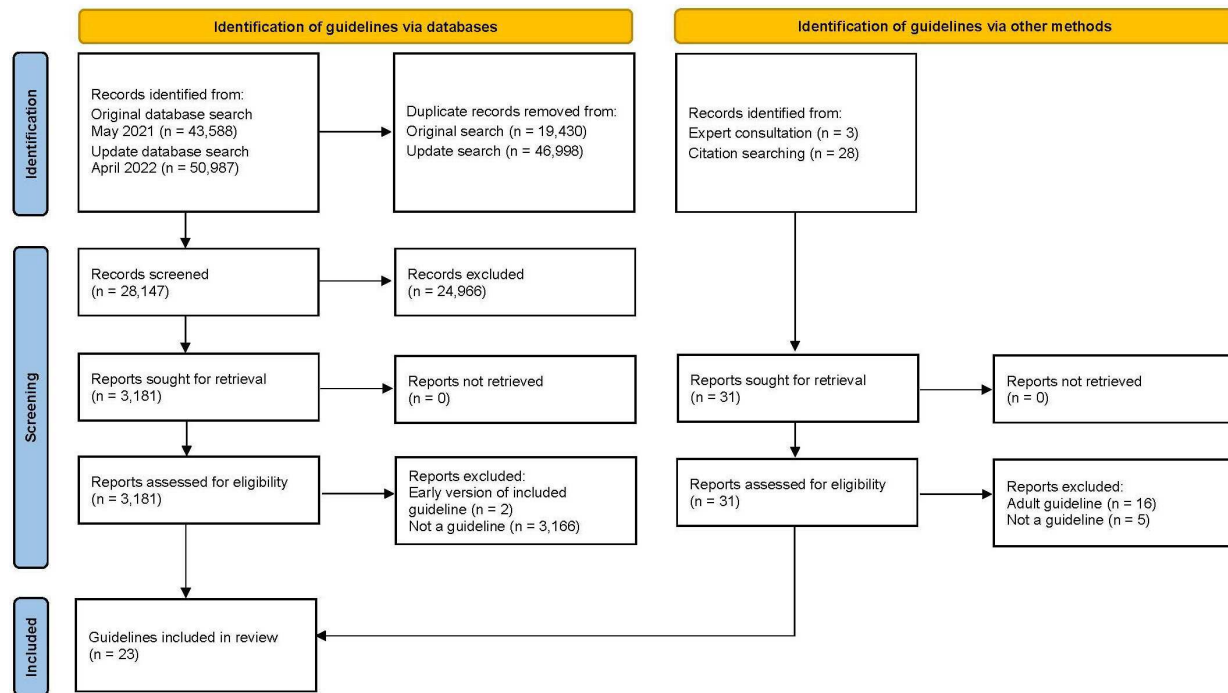 Identification of guidelines via databases
Identification of guidelines via other methods
Identification
Records identified from:
Original database search
May 2021 (n = 43,588)
Update database search
April 2022 (n = 50,987)
Duplicate records removed from:
Original search (n = 19,430)
Update search (n = 46,998)
Records identified from:
Expert consultation (n = 3)
Citation searching (n = 28)
Screening
Records screened
(n = 28,147)
Records excluded
(n = 24,966)
Reports sought for retrieval
(n = 3,181)
Reports not retrieved
(n = 0)
Reports sought for retrieval
(n = 31)
Reports not retrieved
(n = 0)
Reports assessed for eligibility
(n = 3,181)
Reports excluded:
Early version of included
guideline (n = 2)
Not a guideline (n = 3,166)
Reports assessed for eligibility
(n = 31)
Reports excluded:
Adult guideline (n = 16)
Not a guideline (n = 5)
Included
Guidelines included in review
(n = 23)